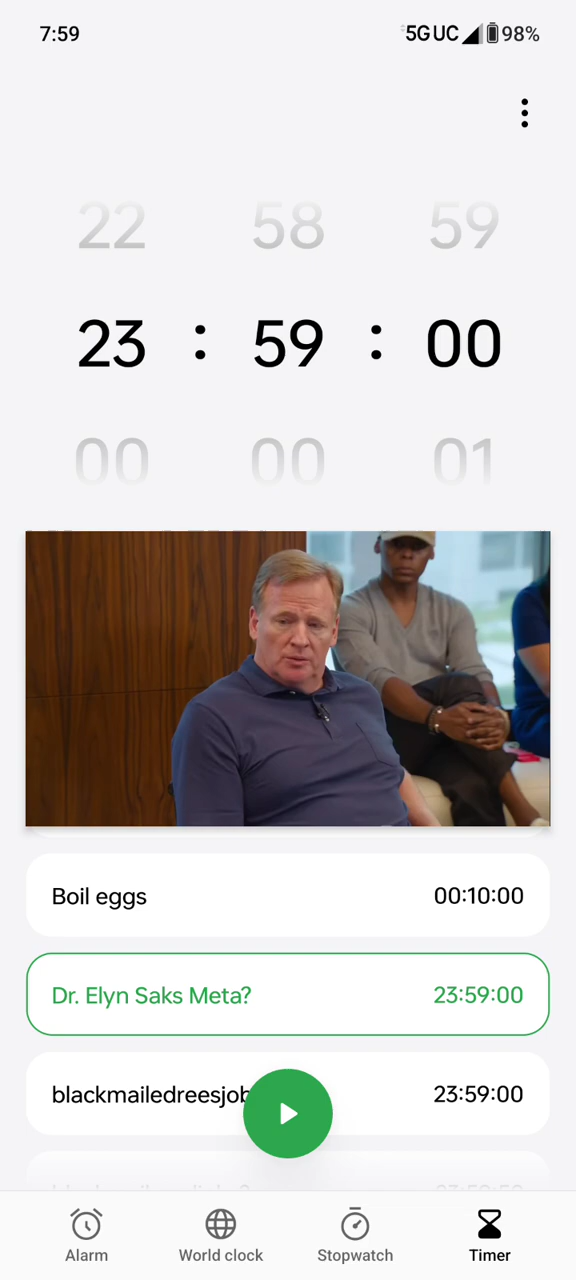 7:59
5G UC 98%
22 58 59
23 : 59 : 00
00 00 01
Boil eggs 00:10:00
Dr. Elyn Saks Meta? 23:59:00
blackmailedreesjob 23:59:00
Alarm World clock Stopwatch Timer